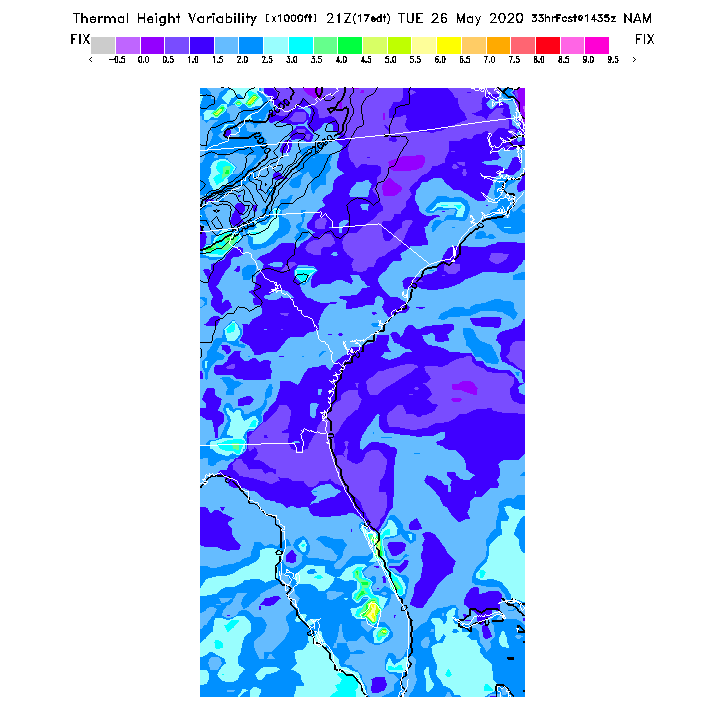 Thermal Height Variability [x1000ft] 21Z(17edt) TUE 26 May 2020 33hrFcst@1435z NAM
FIX FIX
< -0.5 0.0 0.5 1.0 1.5 2.0 2.5 3.0 3.5 4.0 4.5 5.0 5.5 6.0 6.5 7.0 7.5 8.0 8.5 9.0 9.5 >